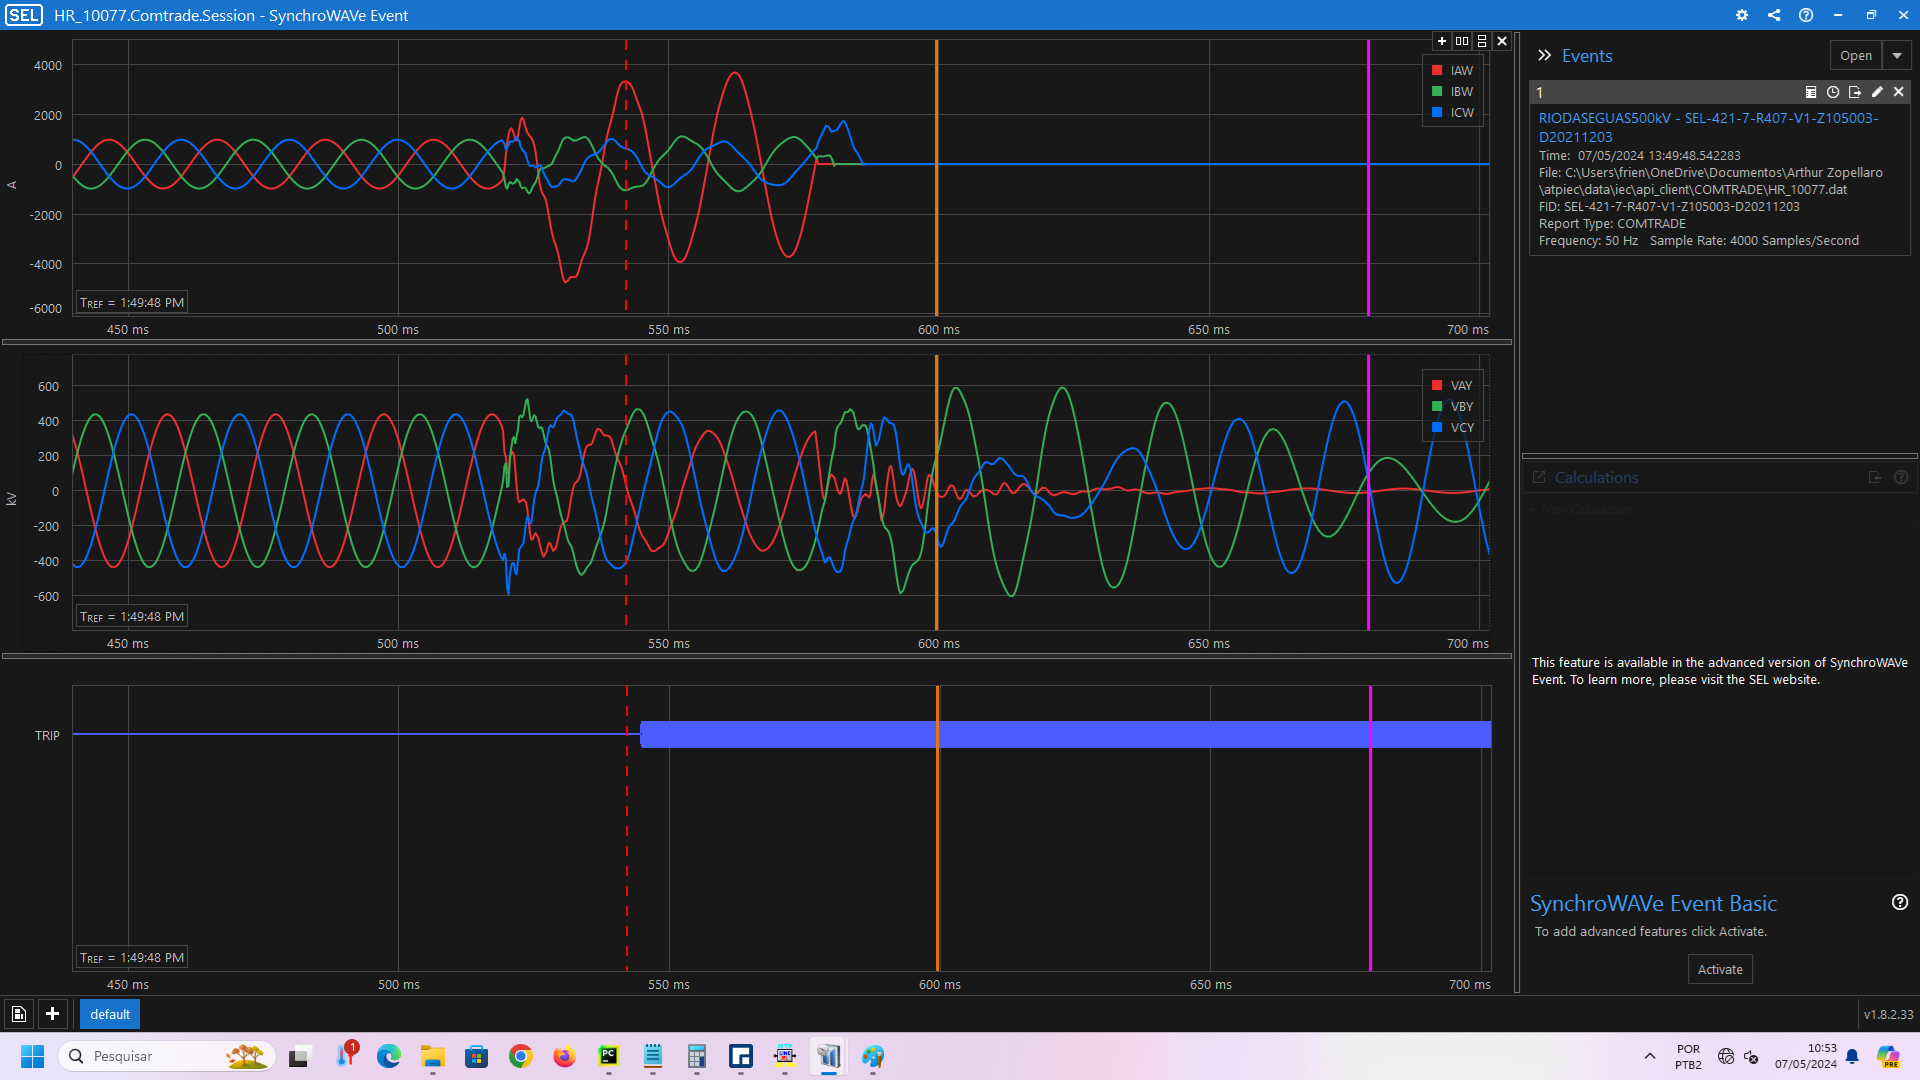 SEL HR_10077.Comtrade.Session - SynchroWAVe Event
4000
2000
0
-2000
-4000
-6000
A
IAW
IBW
ICW
TREF = 1:49:48 PM
450 ms 500 ms 550 ms 600 ms 650 ms 700 ms
600
400
200
0
-200
-400
-600
kV
VAY
VBY
VCY
TREF = 1:49:48 PM
450 ms 500 ms 550 ms 600 ms 650 ms 700 ms
TRIP
TREF = 1:49:48 PM
450 ms 500 ms 550 ms 600 ms 650 ms 700 ms
default
Events
Open
1
RIODASEGUAS500kV - SEL-421-7-R407-V1-Z105003-
D20211203
Time: 07/05/2024 13:49:48.542283
File: C:\Users\frien\OneDrive\Documentos\Arthur Zopellaro
\atpiec\data\iec\api_client\COMTRADE\HR_10077.dat
FID: SEL-421-7-R407-V1-Z105003-D20211203
Report Type: COMTRADE
Frequency: 50 Hz Sample Rate: 4000 Samples/Second
Calculations
+ New Calculation
This feature is available in the advanced version of SynchroWAVe
Event. To learn more, please visit the SEL website.
SynchroWAVe Event Basic
To add advanced features click Activate.
Activate
v1.8.2.33
Pesquisar
1
PC
ATP
LINE
PRE
POR
PTB2
10:53
07/05/2024